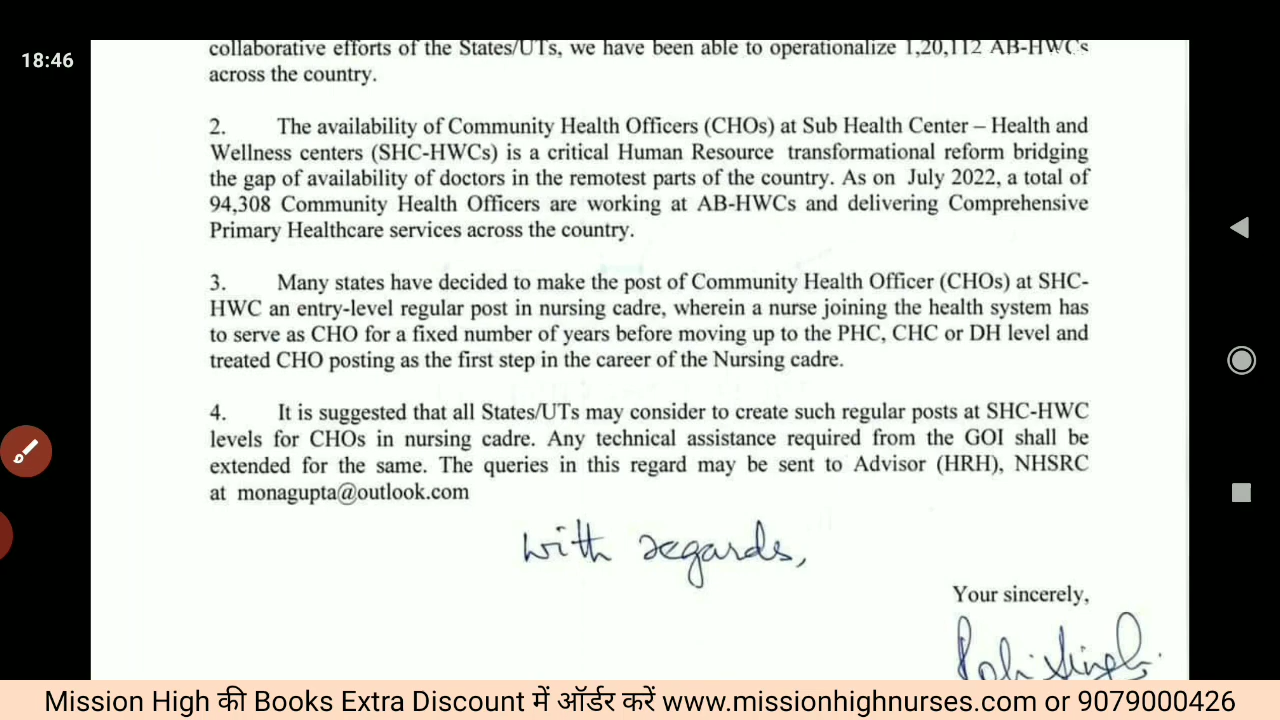 18:46
collaborative efforts of the States/UTs, we have been able to operationalize 1,20,112 AB-HWCs
across the country.
2. The availability of Community Health Officers (CHOs) at Sub Health Center – Health and
Wellness centers (SHC-HWCs) is a critical Human Resource transformational reform bridging
the gap of availability of doctors in the remotest parts of the country. As on July 2022, a total of
94,308 Community Health Officers are working at AB-HWCs and delivering Comprehensive
Primary Healthcare services across the country.
3. Many states have decided to make the post of Community Health Officer (CHOs) at SHC-
HWC an entry-level regular post in nursing cadre, wherein a nurse joining the health system has
to serve as CHO for a fixed number of years before moving up to the PHC, CHC or DH level and
treated CHO posting as the first step in the career of the Nursing cadre.
4. It is suggested that all States/UTs may consider to create such regular posts at SHC-HWC
levels for CHOs in nursing cadre. Any technical assistance required from the GOI shall be
extended for the same. The queries in this regard may be sent to Advisor (HRH), NHSRC
at monagupta@outlook.com
with regards,
Your sincerely,
Mission High की Books Extra Discount में ऑर्डर करें www.missionhighnurses.com or 9079000426